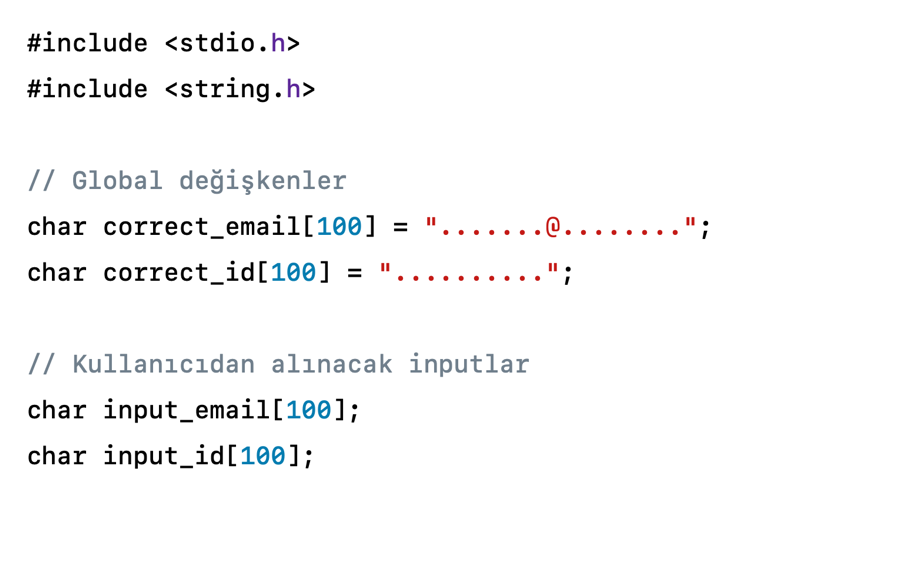 #include <stdio.h>
#include <string.h>
// Global değişkenler
char correct_email[100] = ".......@........";
char correct_id[100] = "..........";
// Kullanıcıdan alınacak inputlar
char input_email[100];
char input_id[100];